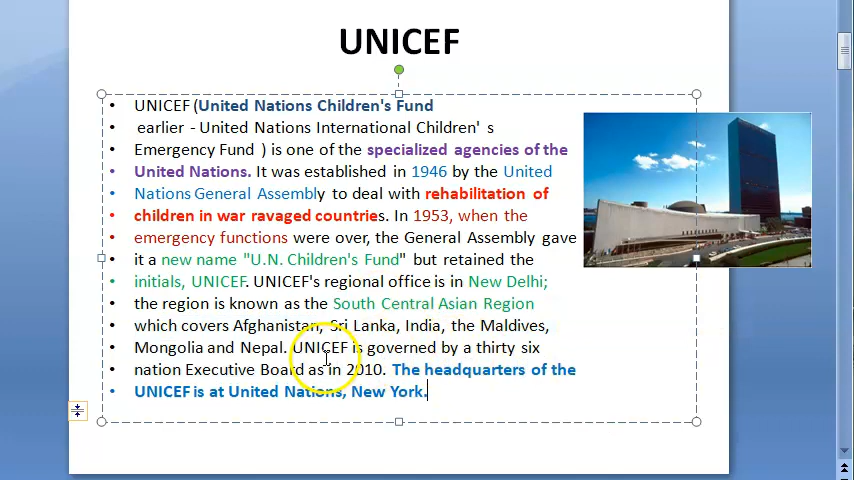 UNICEF
• UNICEF (United Nations Children's Fund
• earlier - United Nations International Children' s
• Emergency Fund ) is one of the specialized agencies of the
• United Nations. It was established in 1946 by the United
• Nations General Assembly to deal with rehabilitation of
• children in war ravaged countries. In 1953, when the
• emergency functions were over, the General Assembly gave
• it a new name "U.N. Children's Fund" but retained the
• initials, UNICEF. UNICEF's regional office is in New Delhi;
• the region is known as the South Central Asian Region
• which covers Afghanistan, Sri Lanka, India, the Maldives,
• Mongolia and Nepal. UNICEF is governed by a thirty six
• nation Executive Board as in 2010. The headquarters of the
• UNICEF is at United Nations, New York.